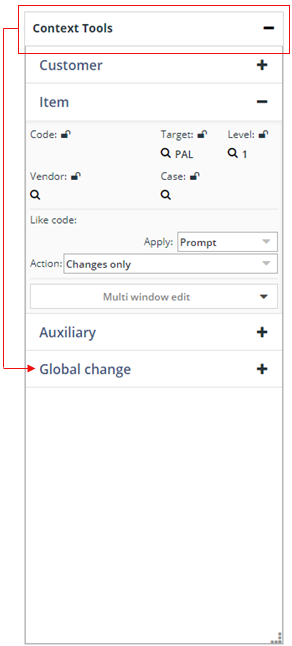 Context Tools
Customer
Item
Code: Target: Level:
PAL 1
Vendor: Case:
Like code:
Apply: Prompt
Action: Changes only
Multi window edit
Auxiliary
Global change